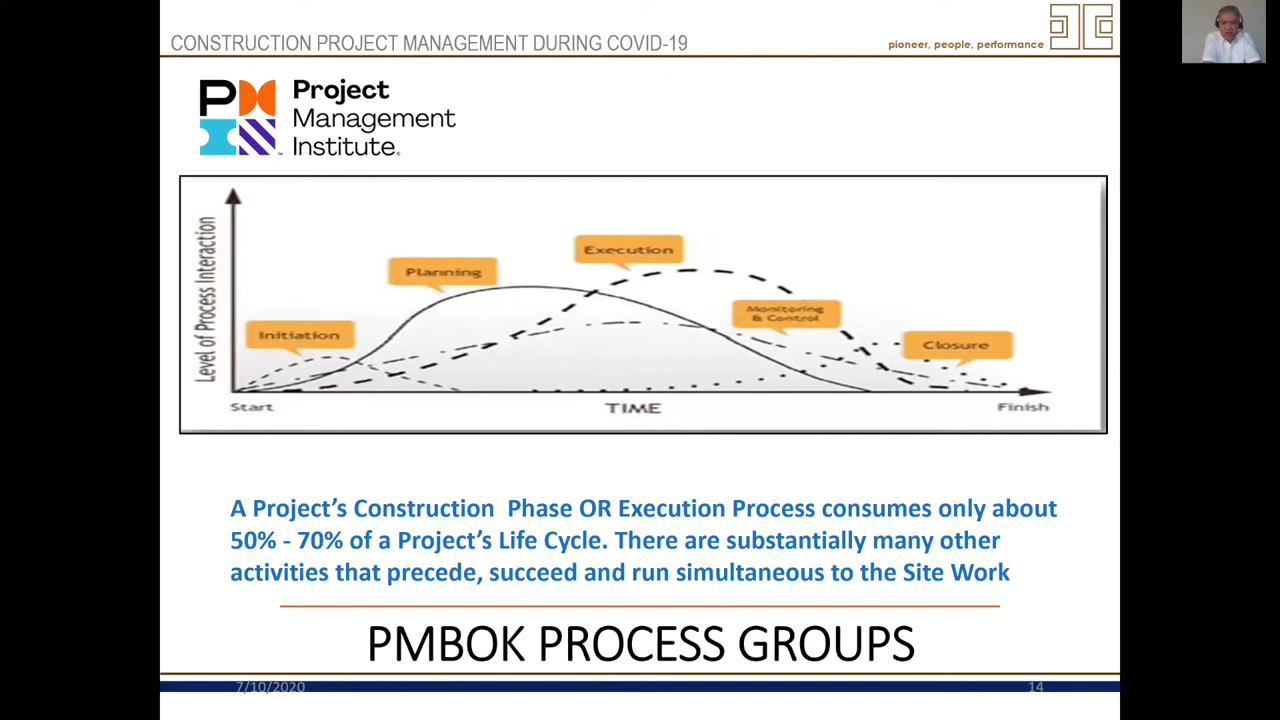 CONSTRUCTION PROJECT MANAGEMENT DURING COVID-19
pioneer, people, performance
Project
Management
Institute.
Level of Process Interaction
Initiation
Planning
Execution
Monitoring
& Control
Closure
Start
TIME
Finish
A Project’s Construction Phase OR Execution Process consumes only about
50% - 70% of a Project’s Life Cycle. There are substantially many other
activities that precede, succeed and run simultaneous to the Site Work
PMBOK PROCESS GROUPS
7/10/2020
14